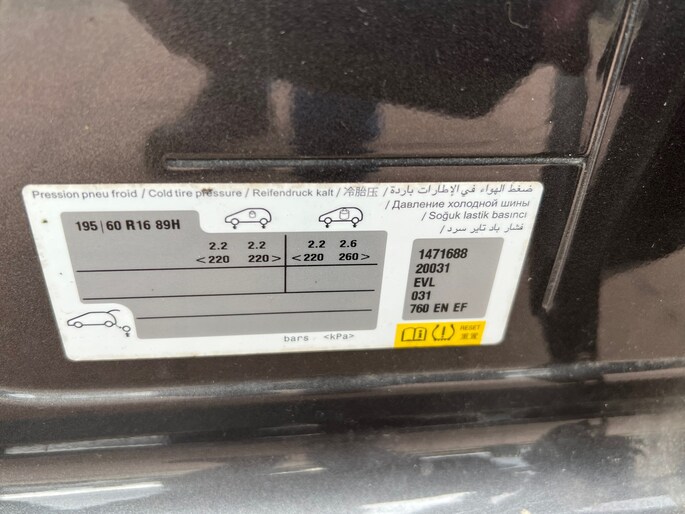 Pression pneu froid / Cold tire pressure / Reifendruck kalt / 冷胎压 / ضغط الهواء في الإطارات باردة
/ Давление холодной шины
/ Soğuk lastik basıncı
/ فشار باد تایر سرد
195 | 60 R16 89H
2.2 2.2 2.2 2.6
<220 220> <220 260>
1471688
20031
EVL
031
760 EN EF
bars <kPa>
RESET